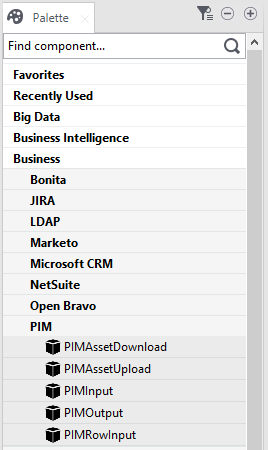 Palette
Find component...
Favorites
Recently Used
Big Data
Business Intelligence
Business
Bonita
JIRA
LDAP
Marketo
Microsoft CRM
NetSuite
Open Bravo
PIM
PIMAssetDownload
PIMAssetUpload
PIMInput
PIMOutput
PIMRowInput